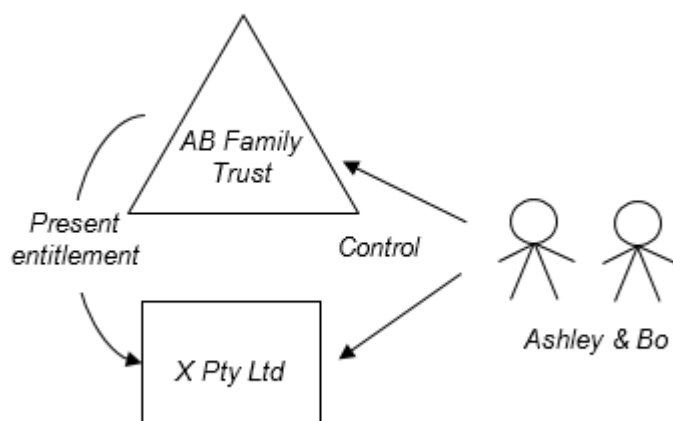 AB Family
Trust
Present
entitlement
Control
X Pty Ltd
Ashley & Bo